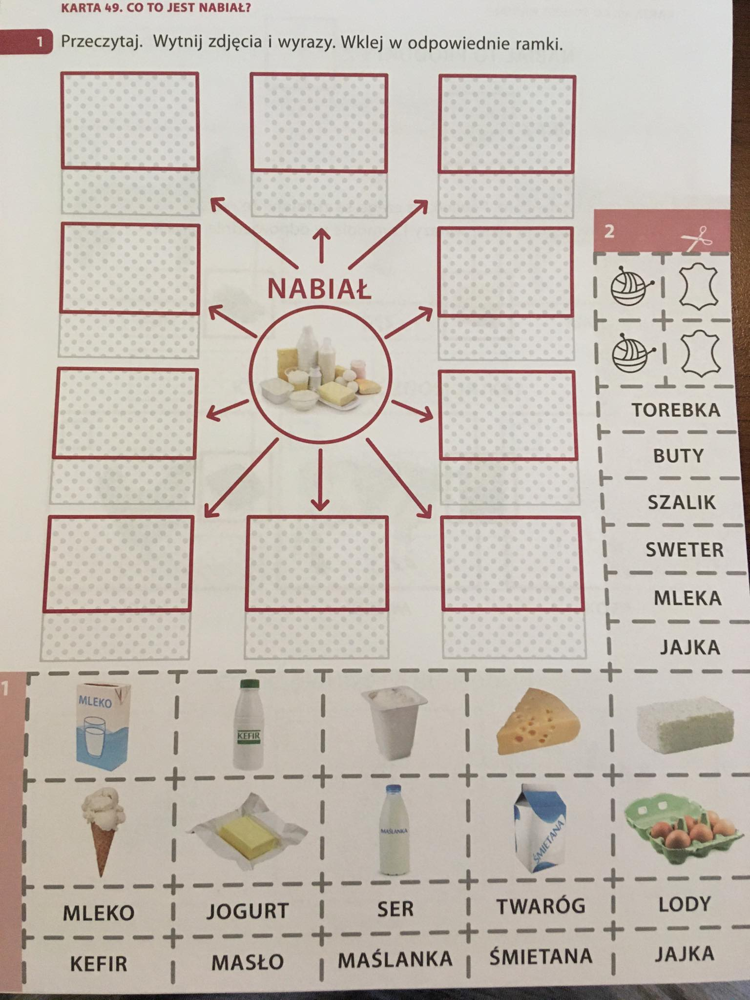 KARTA 49. CO TO JEST NABIAŁ?
1 Przeczytaj. Wytnij zdjęcia i wyrazy. Wklej w odpowiednie ramki.
NABIAŁ
2
TOREBKA
BUTY
SZALIK
SWETER
MLEKA
JAJKA
1
MLEKO
KEFIR
MAŚLANKA
ŚMIETANA
MLEKO JOGURT SER TWARÓG LODY
KEFIR MASŁO MAŚLANKA ŚMIETANA JAJKA